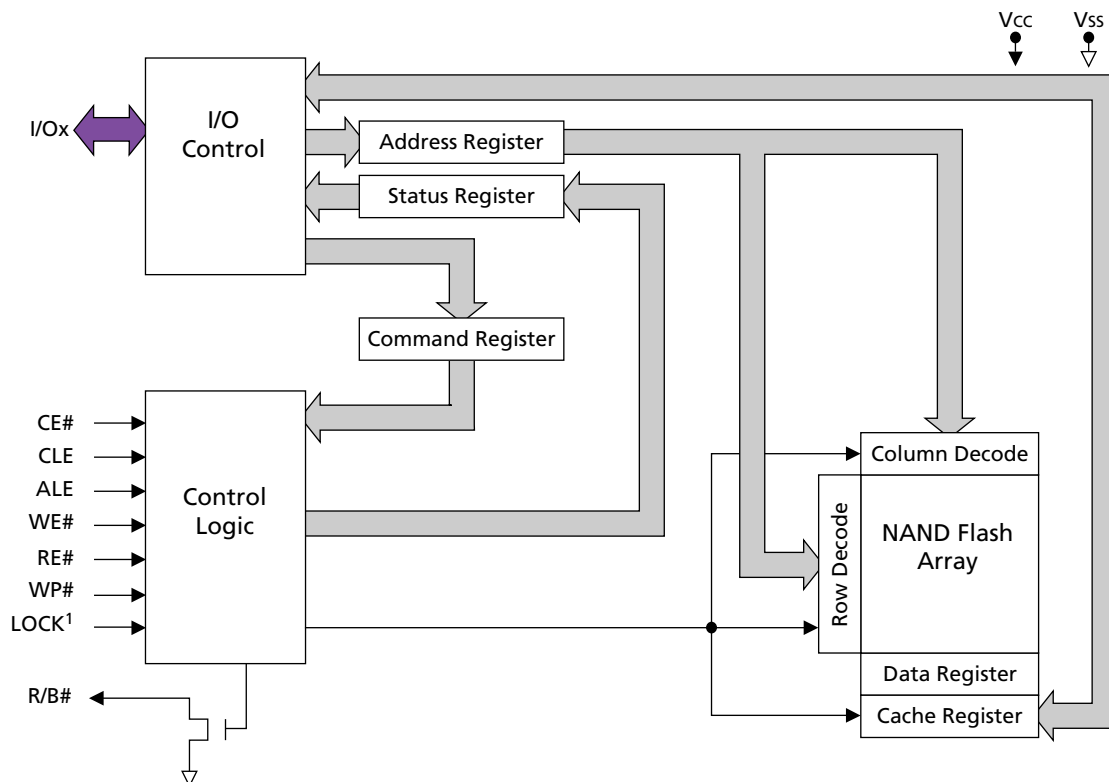 Vcc Vss
I/Ox
I/O
Control
Address Register
Status Register
Command Register
CE#
CLE
ALE
WE#
RE#
WP#
LOCK¹
R/B#
Control
Logic
Column Decode
Row Decode
NAND Flash
Array
Data Register
Cache Register